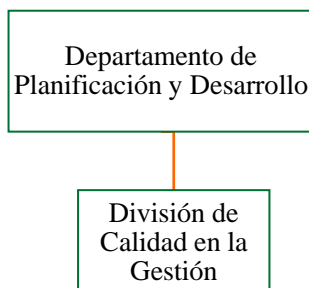 Departamento de
Planificación y Desarrollo
División de
Calidad en la
Gestión